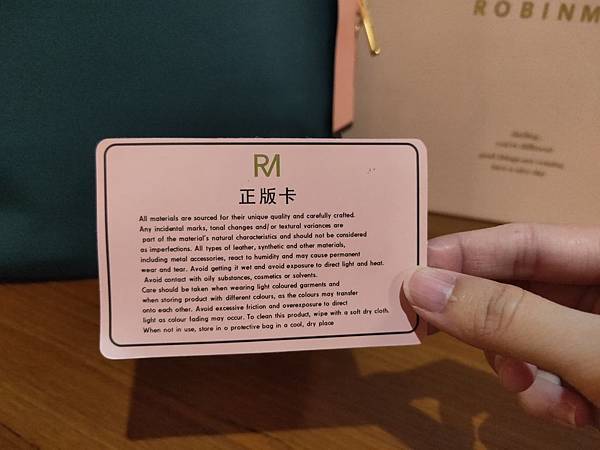 ROBINM
RM
正版卡
All materials are sourced for their unique quality and carefully crafted.
Any incidental marks, tonal changes and/or textural variances are
part of the material's natural characteristics and should not be considered
as imperfections. All types of leather, synthetic and other materials,
including metal accessories, react to humidity and may cause permanent
wear and tear. Avoid getting it wet and avoid exposure to direct light and heat.
Avoid contact with oily substances, cosmetics or solvents.
Care should be taken when wearing light coloured garments and
when storing product with different colours, as the colours may transfer
onto each other. Avoid excessive friction and overexposure to direct
light as colour fading may occur. To clean this product, wipe with a soft dry cloth.
When not in use, store in a protective bag in a cool, dry place